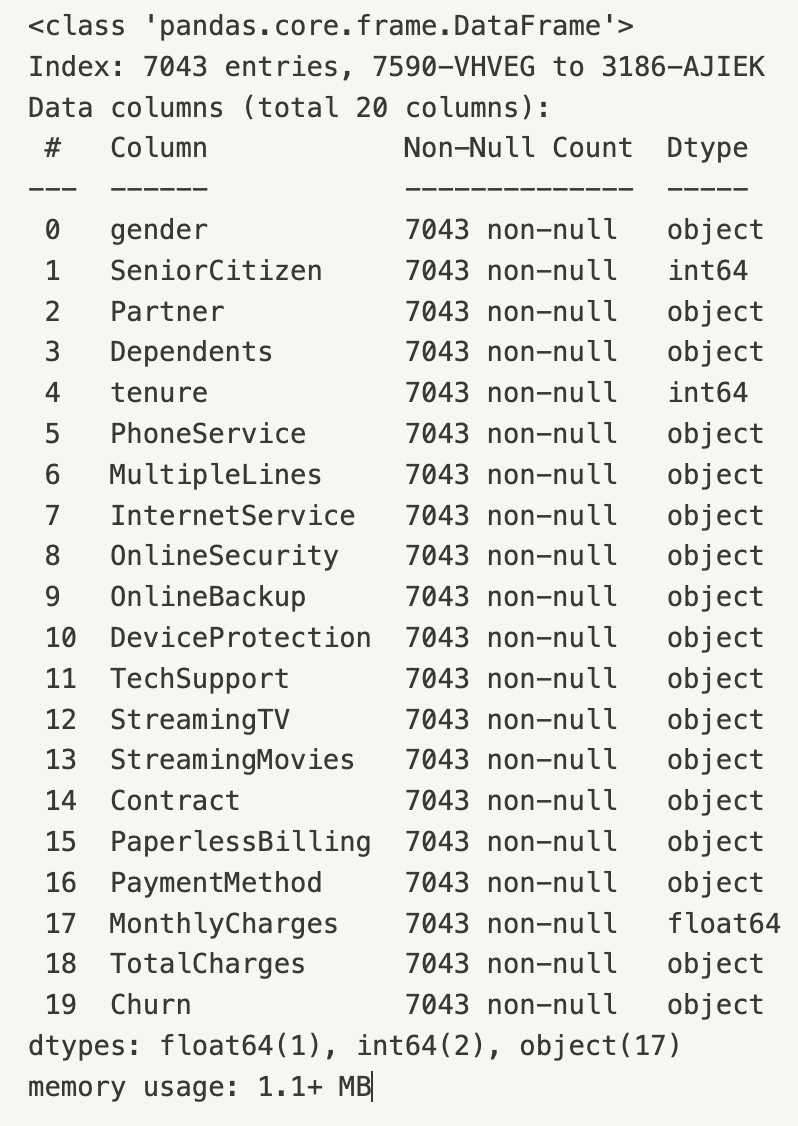 <class 'pandas.core.frame.DataFrame'>
Index: 7043 entries, 7590-VHVEG to 3186-AJIEK
Data columns (total 20 columns):
 #   Column            Non-Null Count  Dtype
---  ------            --------------  -----
 0   gender            7043 non-null   object
 1   SeniorCitizen     7043 non-null   int64
 2   Partner           7043 non-null   object
 3   Dependents        7043 non-null   object
 4   tenure            7043 non-null   int64
 5   PhoneService      7043 non-null   object
 6   MultipleLines     7043 non-null   object
 7   InternetService   7043 non-null   object
 8   OnlineSecurity    7043 non-null   object
 9   OnlineBackup      7043 non-null   object
 10  DeviceProtection  7043 non-null   object
 11  TechSupport       7043 non-null   object
 12  StreamingTV       7043 non-null   object
 13  StreamingMovies   7043 non-null   object
 14  Contract          7043 non-null   object
 15  PaperlessBilling  7043 non-null   object
 16  PaymentMethod     7043 non-null   object
 17  MonthlyCharges    7043 non-null   float64
 18  TotalCharges      7043 non-null   object
 19  Churn             7043 non-null   object
dtypes: float64(1), int64(2), object(17)
memory usage: 1.1+ MB